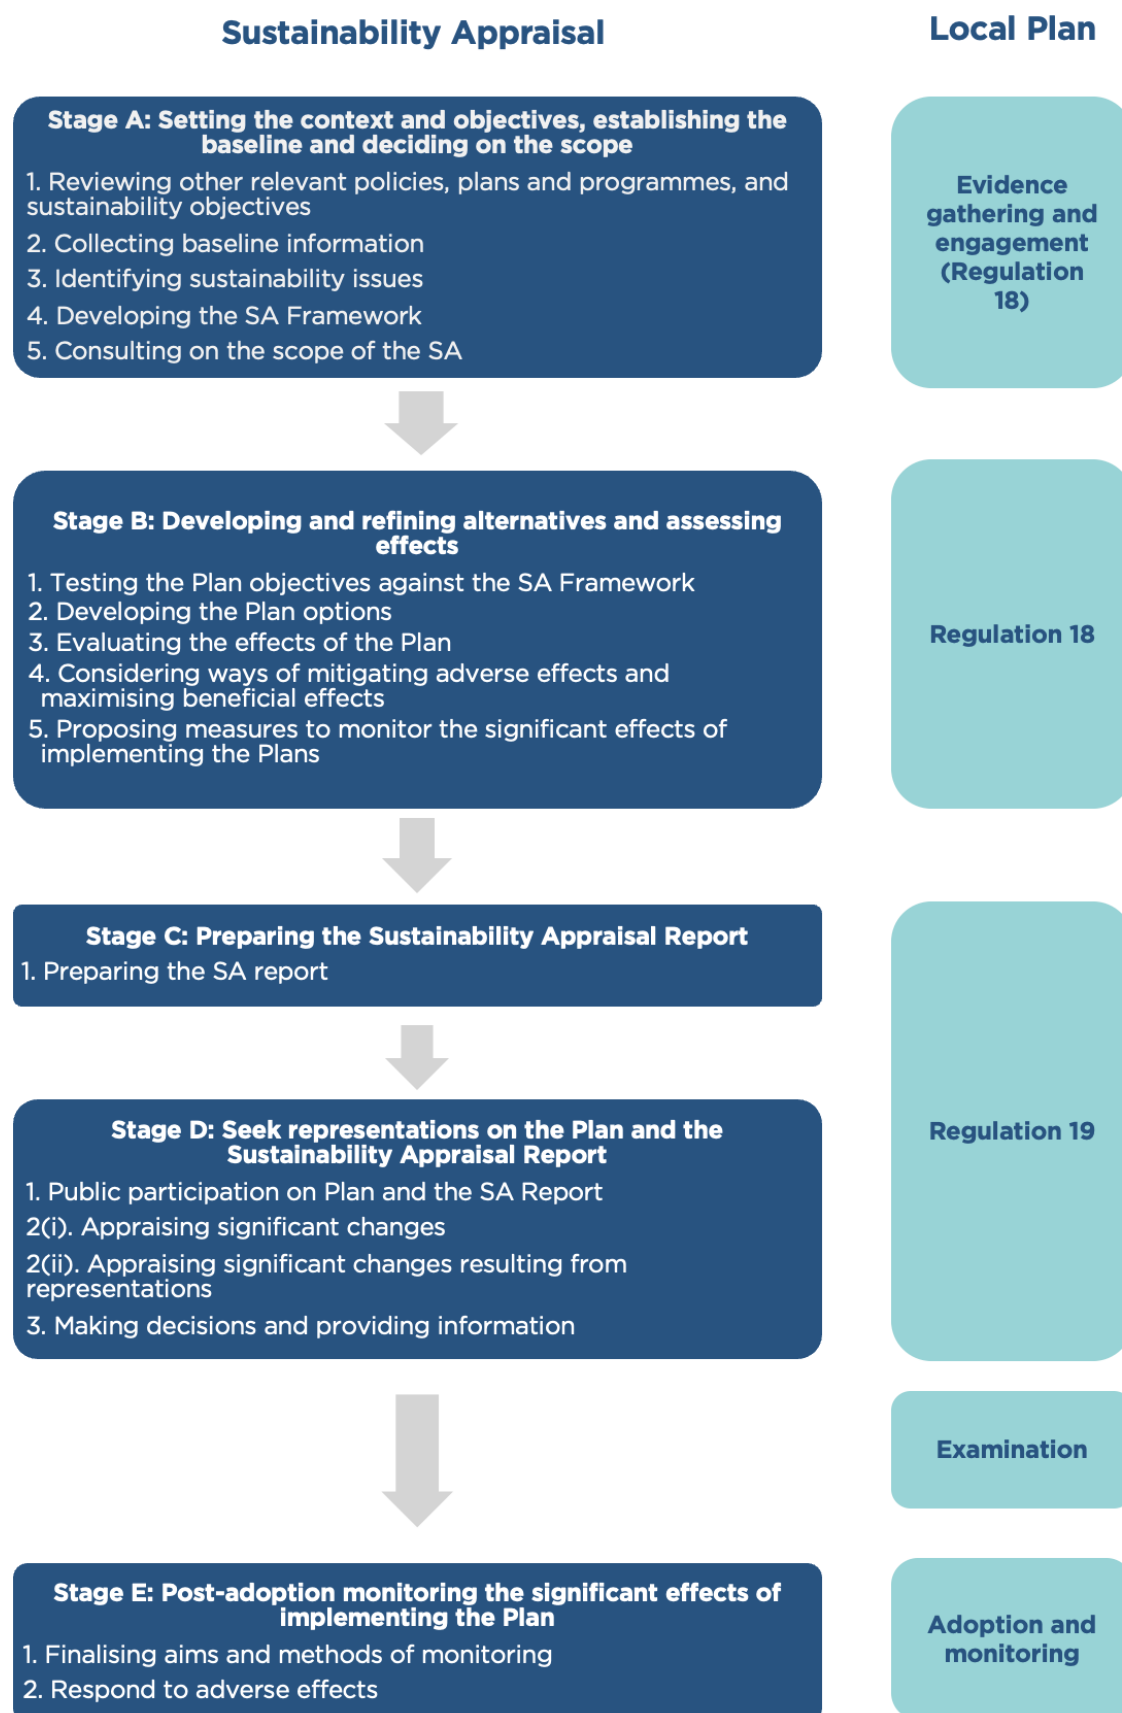 Sustainability Appraisal
Local Plan
Stage A: Setting the context and objectives, establishing the
baseline and deciding on the scope
1. Reviewing other relevant policies, plans and programmes, and
sustainability objectives
2. Collecting baseline information
3. Identifying sustainability issues
4. Developing the SA Framework
5. Consulting on the scope of the SA
Evidence
gathering and
engagement
(Regulation
18)
Stage B: Developing and refining alternatives and assessing
effects
1. Testing the Plan objectives against the SA Framework
2. Developing the Plan options
3. Evaluating the effects of the Plan
4. Considering ways of mitigating adverse effects and
maximising beneficial effects
5. Proposing measures to monitor the significant effects of
implementing the Plans
Regulation 18
Stage C: Preparing the Sustainability Appraisal Report
1. Preparing the SA report
Stage D: Seek representations on the Plan and the
Sustainability Appraisal Report
1. Public participation on Plan and the SA Report
2(i). Appraising significant changes
2(ii). Appraising significant changes resulting from
representations
3. Making decisions and providing information
Regulation 19
Examination
Stage E: Post-adoption monitoring the significant effects of
implementing the Plan
1. Finalising aims and methods of monitoring
2. Respond to adverse effects
Adoption and
monitoring